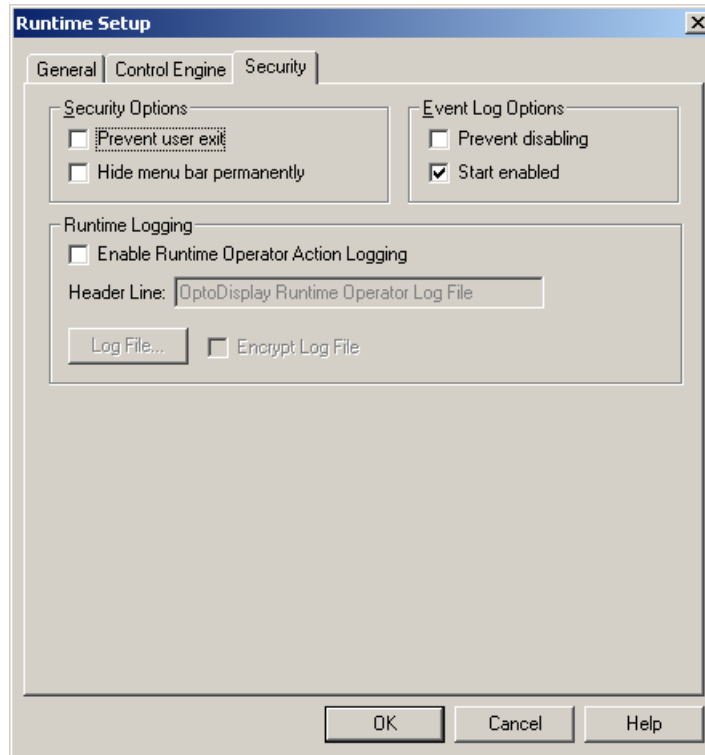 Runtime Setup
General Control Engine Security
Security Options
Prevent user exit
Hide menu bar permanently
Event Log Options
Prevent disabling
Start enabled
Runtime Logging
Enable Runtime Operator Action Logging
Header Line: OptoDisplay Runtime Operator Log File
Log File... Encrypt Log File
OK Cancel Help